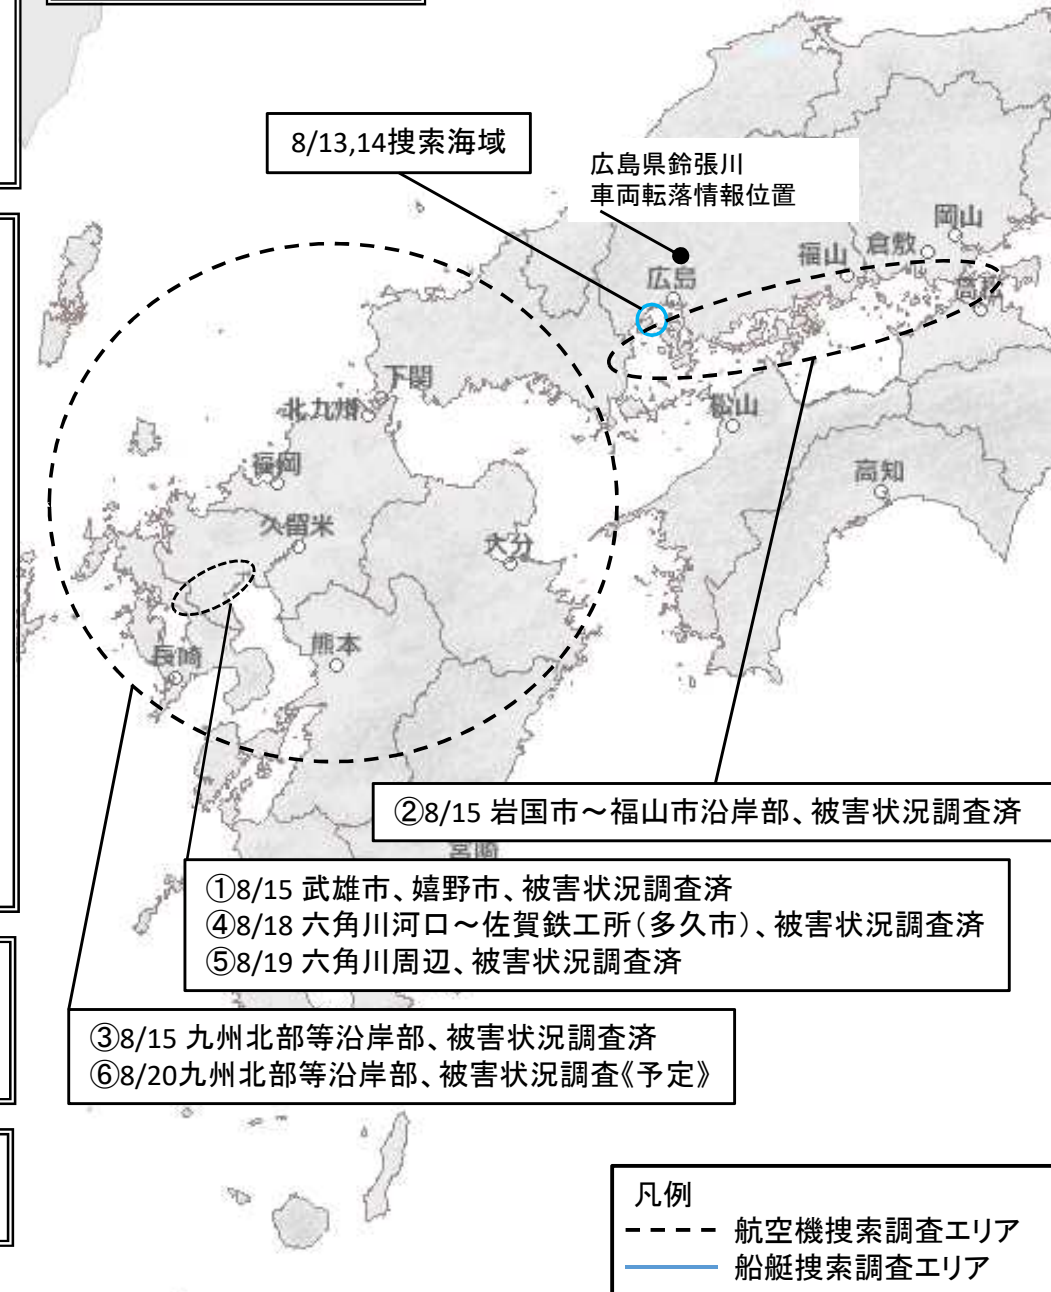 8/13,14捜索海域
広島県鈴張川
車両転落情報位置
岡山
倉敷
福山
広島
高松
下関
北九州
松山
福岡
高知
久留米
大分
熊本
長崎
②8/15 岩国市～福山市沿岸部、被害状況調査済
宮崎
①8/15 武雄市、嬉野市、被害状況調査済
④8/18 六角川河口～佐賀鉄工所(多久市)、被害状況調査済
⑤8/19 六角川周辺、被害状況調査済
③8/15 九州北部等沿岸部、被害状況調査済
⑥8/20九州北部等沿岸部、被害状況調査《予定》
凡例
航空機捜索調査エリア
船艇捜索調査エリア